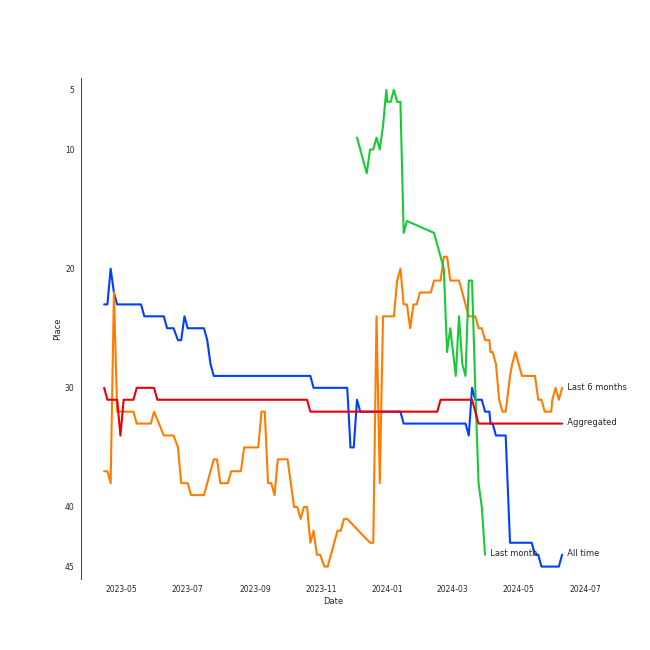 5
10
20
30
40
45
Place
Last 6 months
Aggregated
Last month
All time
2023-05
2023-07
2023-09
2023-11
2024-01
2024-03
2024-05
2024-07
Date